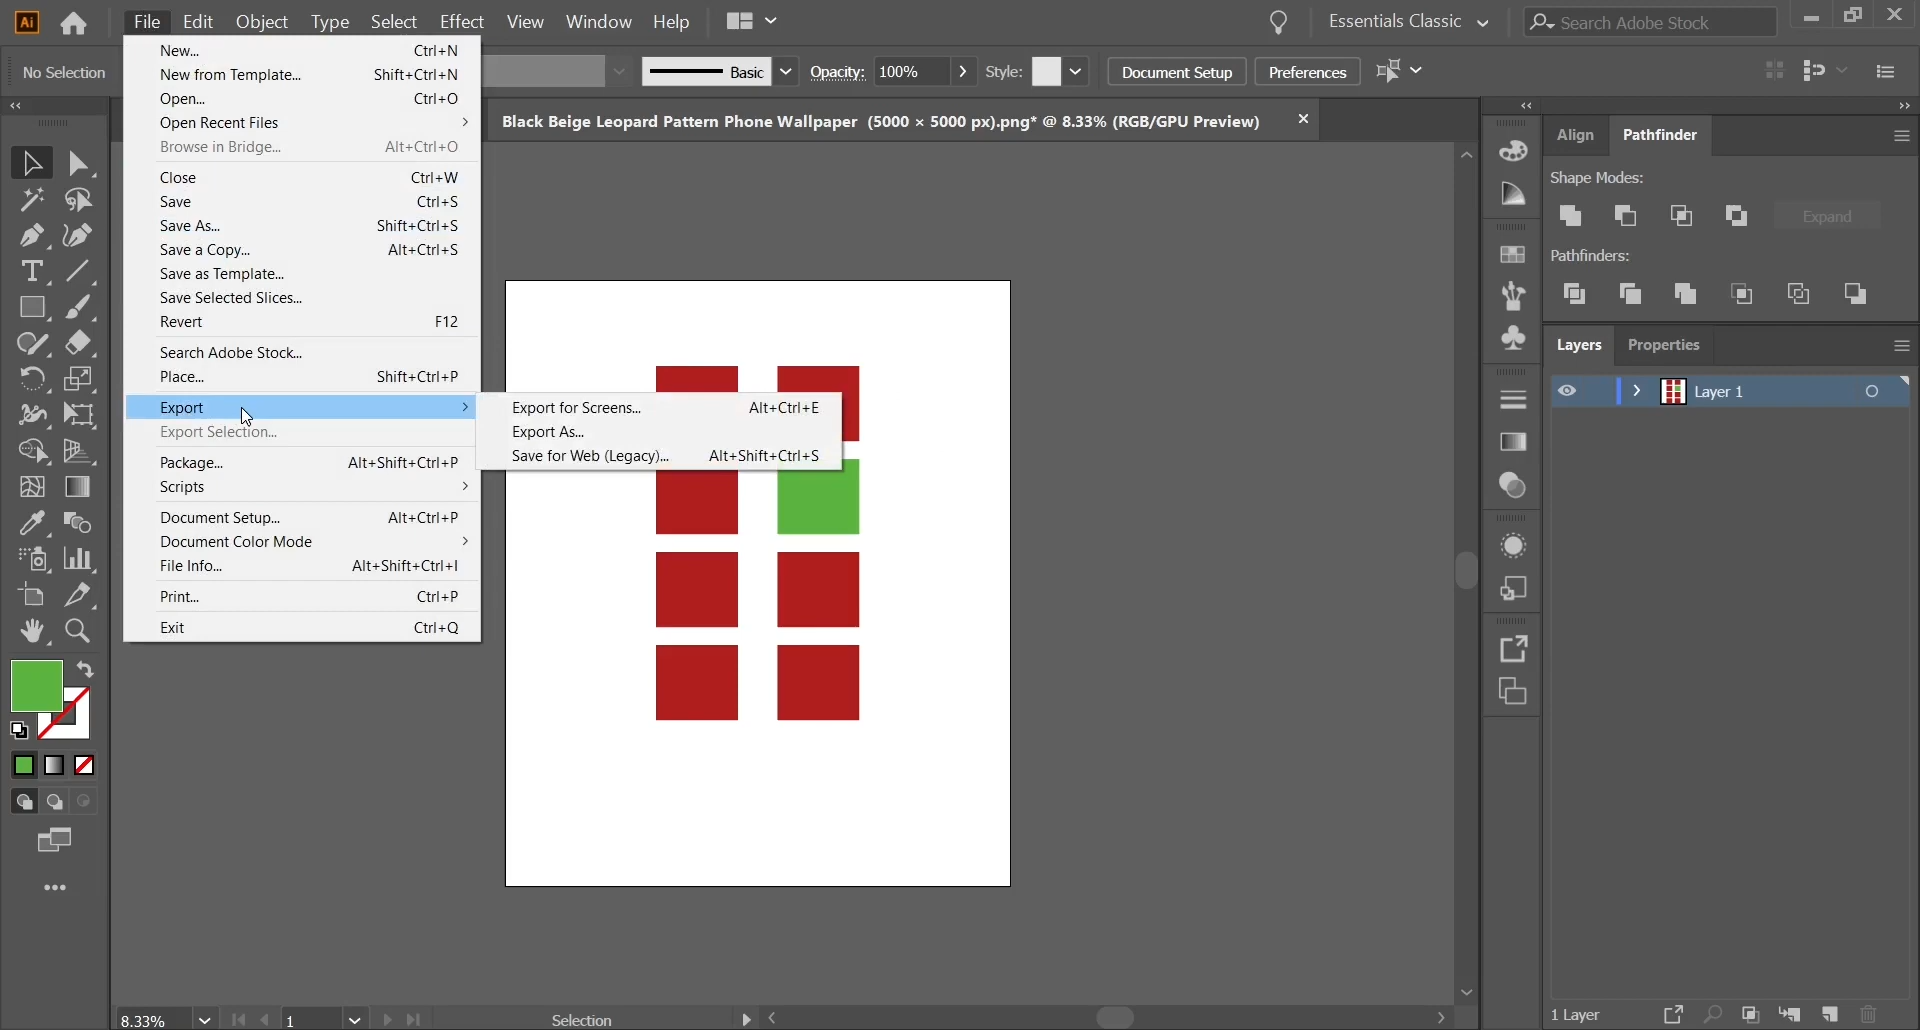 Ai File Edit Object Type Select Effect View Window Help Essentials Classic Search Adobe Stock
No Selection Basic Opacity: 100% Style: Document Setup Preferences
Black Beige Leopard Pattern Phone Wallpaper (5000 × 5000 px).png* @ 8.33% (RGB/GPU Preview)
New... Ctrl+N
New from Template... Shift+Ctrl+N
Open... Ctrl+O
Open Recent Files
Browse in Bridge... Alt+Ctrl+O
Close Ctrl+W
Save Ctrl+S
Save As... Shift+Ctrl+S
Save a Copy... Alt+Ctrl+S
Save as Template...
Save Selected Slices...
Revert F12
Search Adobe Stock...
Place... Shift+Ctrl+P
Export
Export Selection...
Package... Alt+Shift+Ctrl+P
Scripts
Document Setup... Alt+Ctrl+P
Document Color Mode
File Info... Alt+Shift+Ctrl+I
Print... Ctrl+P
Exit Ctrl+Q
Export for Screens... Alt+Ctrl+E
Export As...
Save for Web (Legacy)... Alt+Shift+Ctrl+S
Align Pathfinder
Shape Modes:
Expand
Pathfinders:
Layers Properties
Layer 1
8.33% 1 Selection
1 Layer